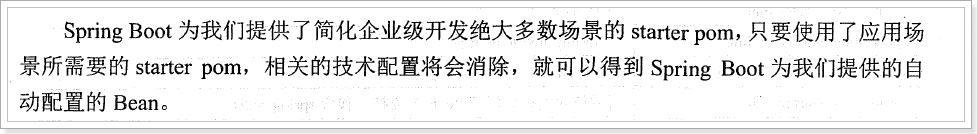 Spring Boot 为我们提供了简化企业级开发绝大多数场景的 starter pom，只要使用了应用场
景所需要的 starter pom，相关的技术配置将会消除，就可以得到 Spring Boot 为我们提供的自
动配置的 Bean。